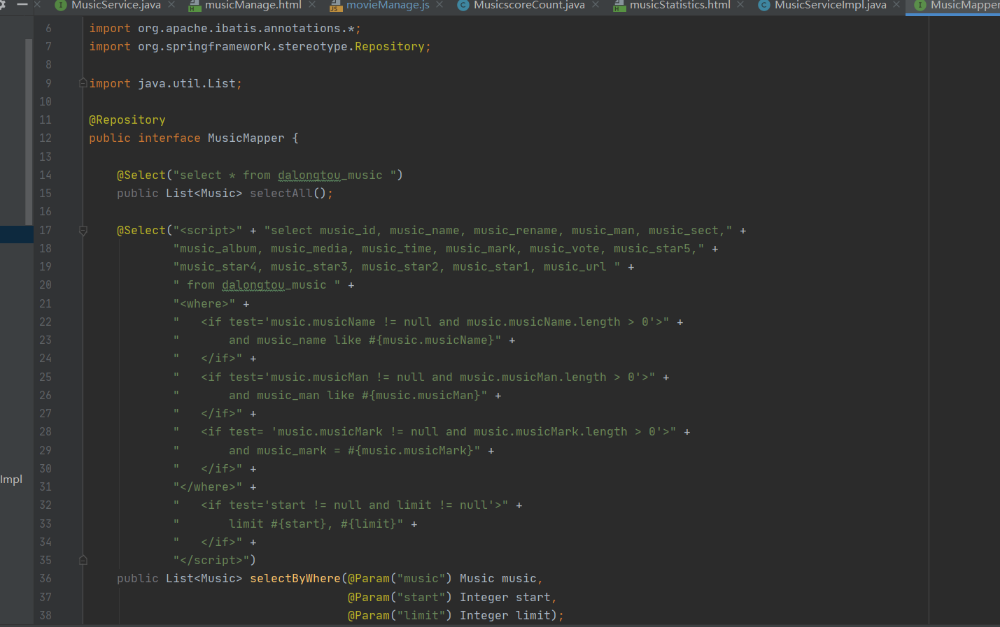 MusicService.java musicManage.html movieManage.js MusicscoreCount.java musicStatistics.html MusicServiceImpl.java MusicMapper
6 import org.apache.ibatis.annotations.*;
7 import org.springframework.stereotype.Repository;
8
9 import java.util.List;
10
11 @Repository
12 public interface MusicMapper {
13
14 @Select("select * from dalongtou_music ")
15 public List<Music> selectAll();
16
17 @Select("<script>" + "select music_id, music_name, music_rename, music_man, music_sect," +
18 "music_album, music_media, music_time, music_mark, music_vote, music_star5," +
19 "music_star4, music_star3, music_star2, music_star1, music_url " +
20 " from dalongtou_music " +
21 "<where>" +
22 "   <if test='music.musicName != null and music.musicName.length > 0'>" +
23 "       and music_name like #{music.musicName}" +
24 "   </if>" +
25 "   <if test='music.musicMan != null and music.musicMan.length > 0'>" +
26 "       and music_man like #{music.musicMan}" +
27 "   </if>" +
28 "   <if test= 'music.musicMark != null and music.musicMark.length > 0'>" +
29 "       and music_mark = #{music.musicMark}" +
30 "   </if>" +
Impl
31 "</where>" +
32 "   <if test='start != null and limit != null'>" +
33 "       limit #{start}, #{limit}" +
34 "   </if>" +
35 "</script>")
36 public List<Music> selectByWhere(@Param("music") Music music,
37 @Param("start") Integer start,
38 @Param("limit") Integer limit);